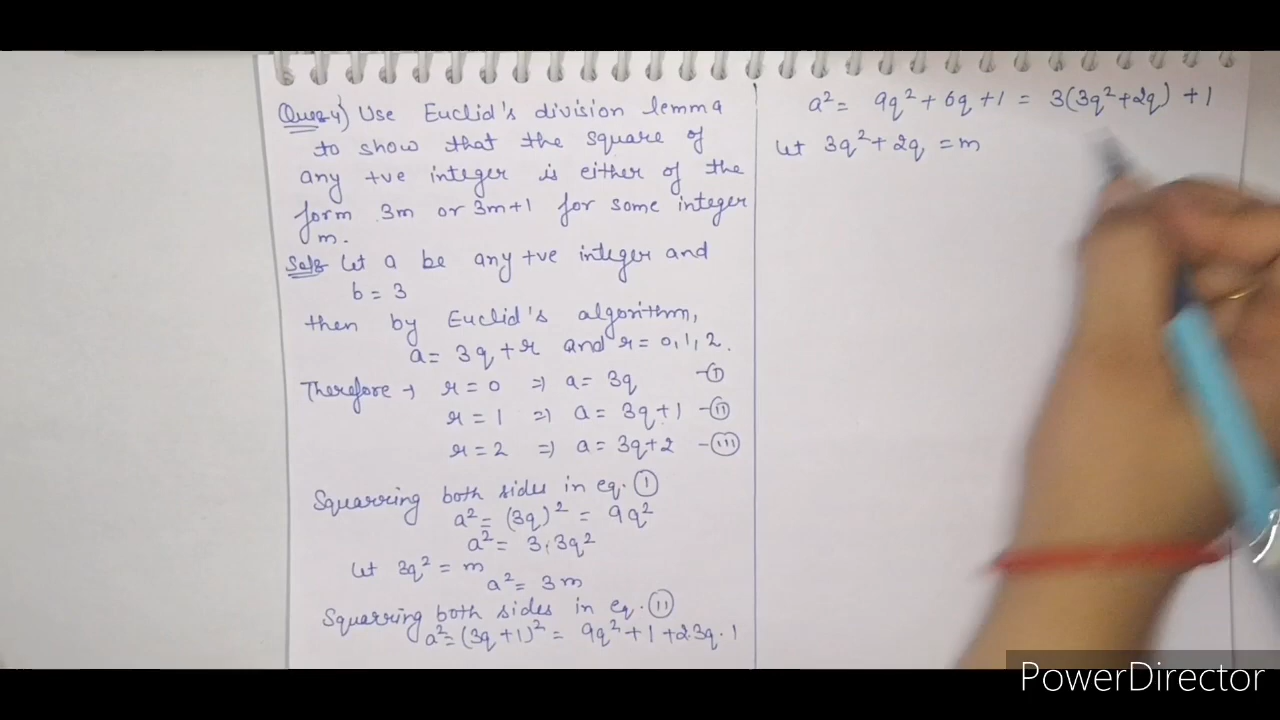 Ques 4) Use Euclid's division lemma
to show that the square of
any +ve integer is either of the
form 3m or 3m+1 for some integer
m.
Sol: Let a be any +ve integer and
b = 3
then by Euclid's algorithm,
a = 3q + r and r = 0, 1, 2.
Therefore → r = 0 ⇒ a = 3q -(I)
r = 1 ⇒ a = 3q+1 -(II)
r = 2 ⇒ a = 3q+2 -(III)
Squarring both sides in eq. (I)
a² = (3q)² = 9q²
a² = 3.3q²
Let 3q² = m
a² = 3m
Squarring both sides in eq. (II)
a² = (3q+1)² = 9q² + 1 + 2.3q.1
a² = 9q² + 6q + 1 = 3(3q² + 2q) + 1
Let 3q² + 2q = m
PowerDirector